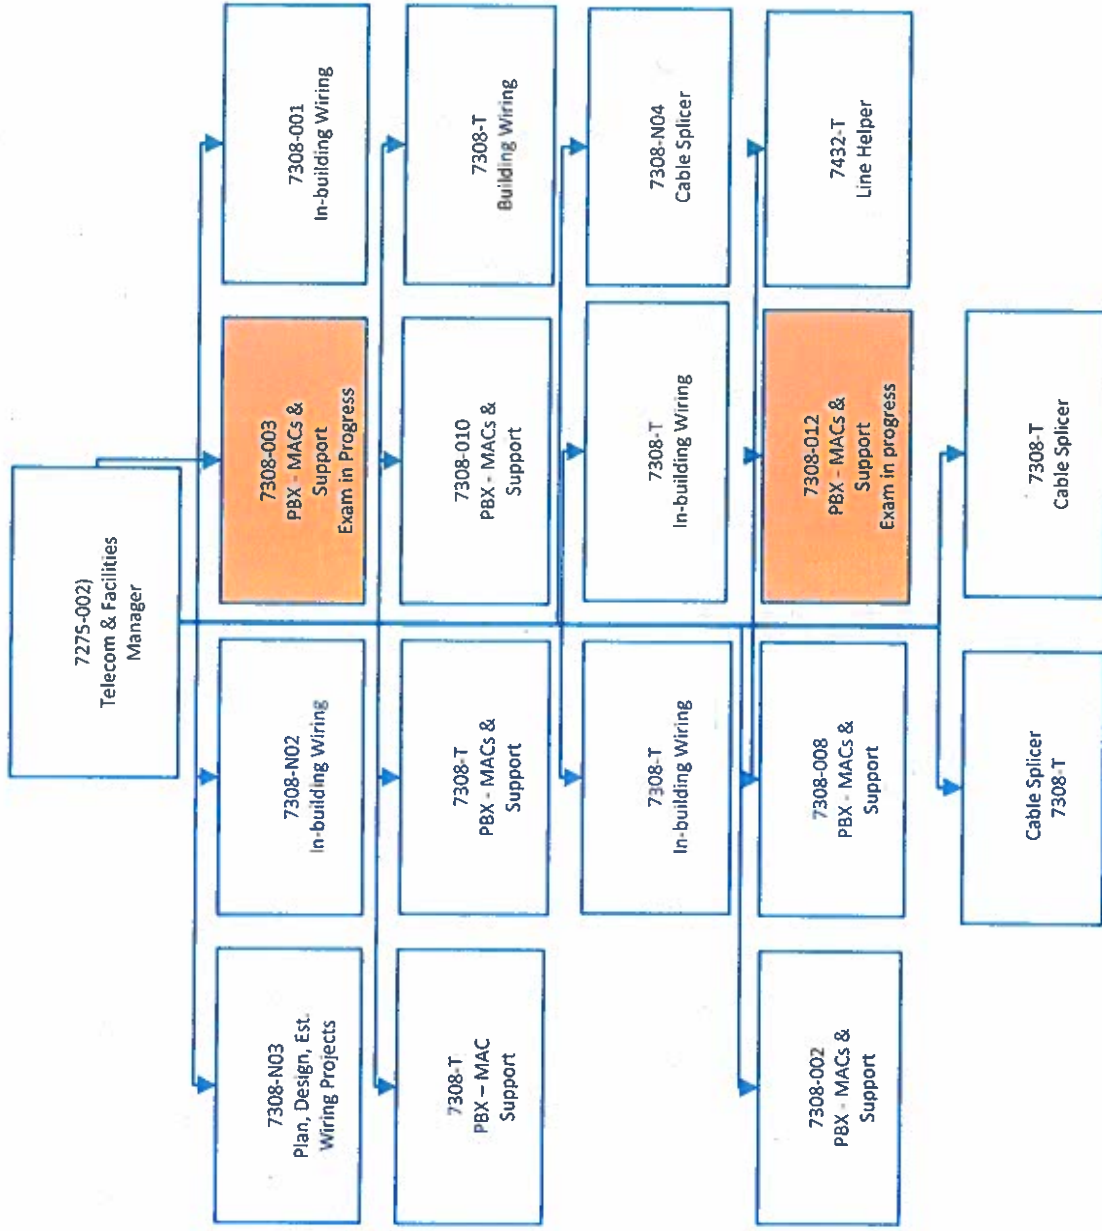 7275-002)
Telecom & Facilities
Manager
7308-N03
Plan, Design, Est.
Wiring Projects
7308-N02
In-building Wiring
7308-003
PBX - MACs &
Support
Exam in Progress
7308-001
In-building Wiring
7308-T
PBX – MAC
Support
7308-T
PBX - MACs &
Support
7308-010
PBX - MACs &
Support
7308-T
Building Wiring
7308-T
In-building Wiring
7308-T
In-building Wiring
7308-N04
Cable Splicer
7308-002
PBX - MACs &
Support
7308-008
PBX - MACs &
Support
7308-012
PBX - MACs &
Support
Exam in progress
7432-T
Line Helper
Cable Splicer
7308-T
7308-T
Cable Splicer